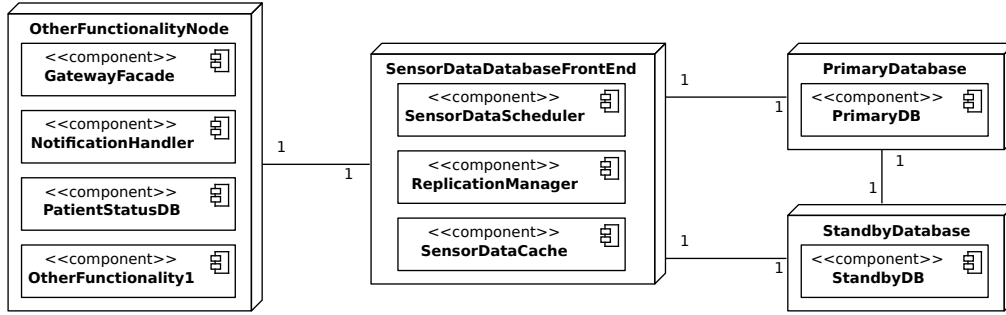 OtherFunctionalityNode
<<component>>
GatewayFacade
<<component>>
NotificationHandler
<<component>>
PatientStatusDB
<<component>>
OtherFunctionality1
1
1
SensorDataDatabaseFrontEnd
<<component>>
SensorDataScheduler
<<component>>
ReplicationManager
<<component>>
SensorDataCache
1
1
1
1
PrimaryDatabase
<<component>>
PrimaryDB
1
1
StandbyDatabase
<<component>>
StandbyDB